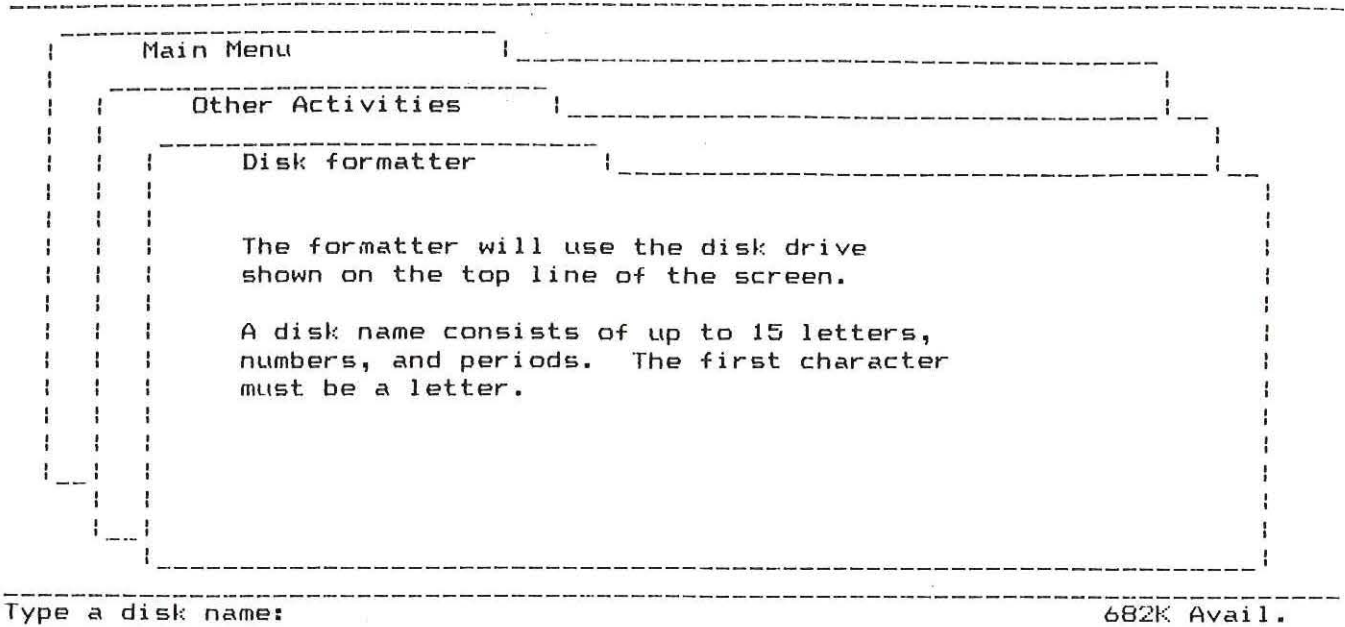 Main Menu
Other Activities
Disk formatter
The formatter will use the disk drive
shown on the top line of the screen.
A disk name consists of up to 15 letters,
numbers, and periods.  The first character
must be a letter.
Type a disk name: 682K Avail.